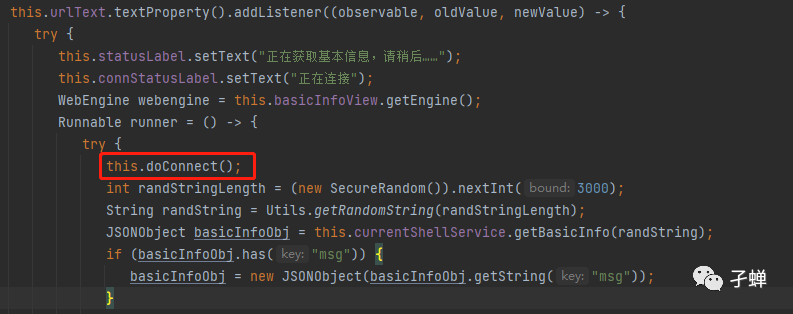 this.urlText.textProperty().addListener((observable, oldValue, newValue) -> {
try {
this.statusLabel.setText("正在获取基本信息，请稍后……");
this.connStatusLabel.setText("正在连接");
WebEngine webengine = this.basicInfoView.getEngine();
Runnable runner = () -> {
try {
this.doConnect();
int randStringLength = (new SecureRandom()).nextInt( bound: 3000);
String randString = Utils.getRandomString(randStringLength);
JSONObject basicInfoObj = this.currentShellService.getBasicInfo(randString);
if (basicInfoObj.has( key: "msg")) {
basicInfoObj = new JSONObject(basicInfoObj.getString( key: "msg"));
}
孑蝉